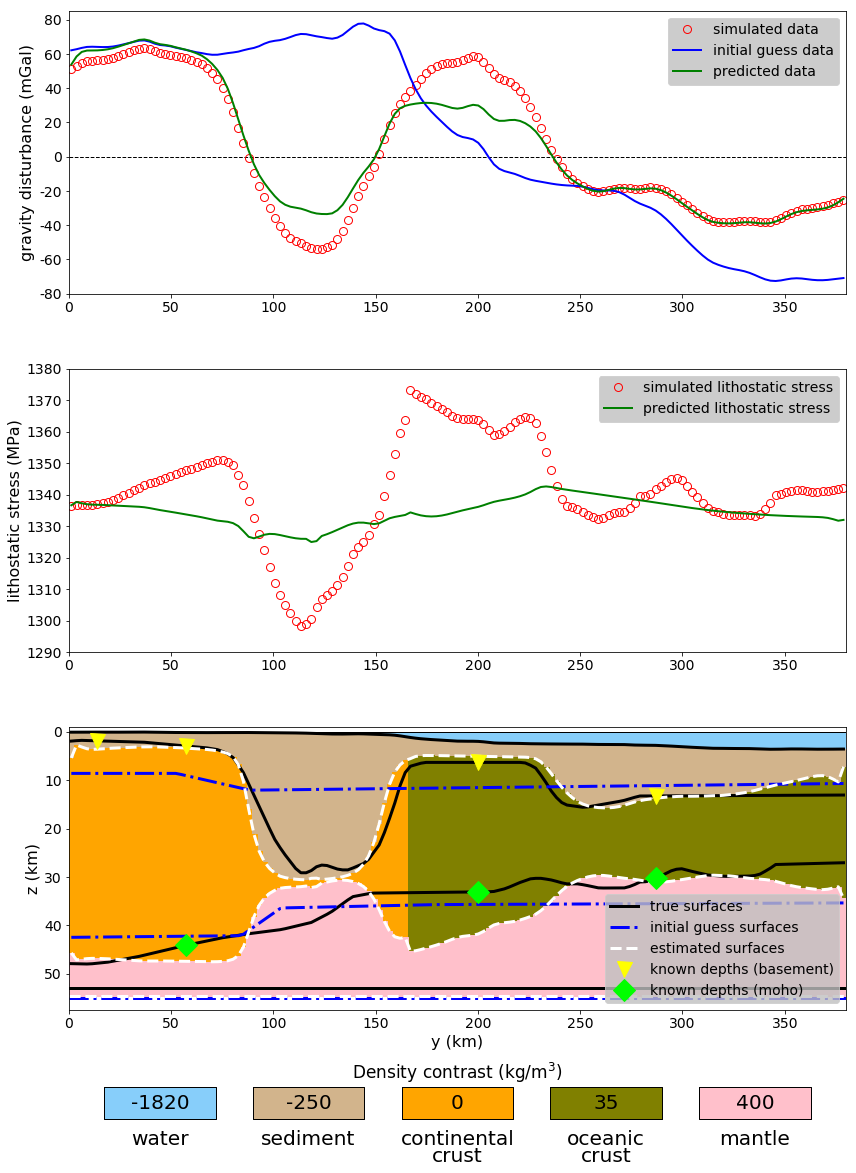 80
60
40
20
0
-20
-40
-60
-80
gravity disturbance (mGal)
simulated data
initial guess data
predicted data
0 50 100 150 200 250 300 350
1380
1370
1360
1350
1340
1330
1320
1310
1300
1290
lithostatic stress (MPa)
simulated lithostatic stress
predicted lithostatic stress
0 50 100 150 200 250 300 350
0
10
20
30
40
50
z (km)
true surfaces
initial guess surfaces
estimated surfaces
known depths (basement)
known depths (moho)
0 50 100 150 200 250 300 350
y (km)
Density contrast (kg/m³)
-1820 -250 0 35 400
water sediment continental oceanic mantle
crust crust